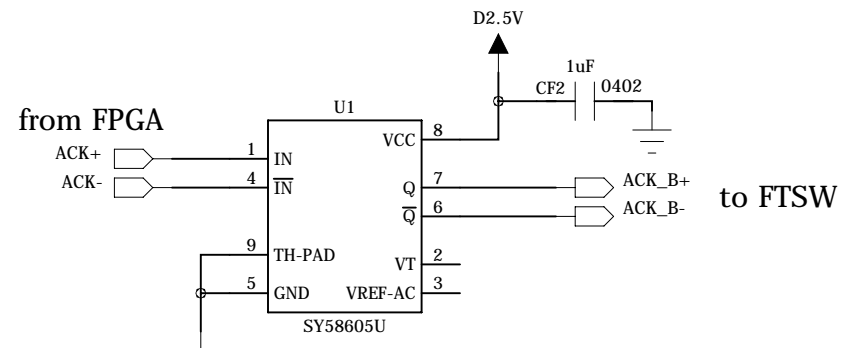 D2.5V
1uF
CF2 0402
U1
from FPGA
ACK+ 1 IN VCC 8
ACK- 4 IN Q 7 ACK_B+
Q 6 ACK_B- to FTSW
9 TH-PAD VT 2
5 GND VREF-AC 3
SY58605U